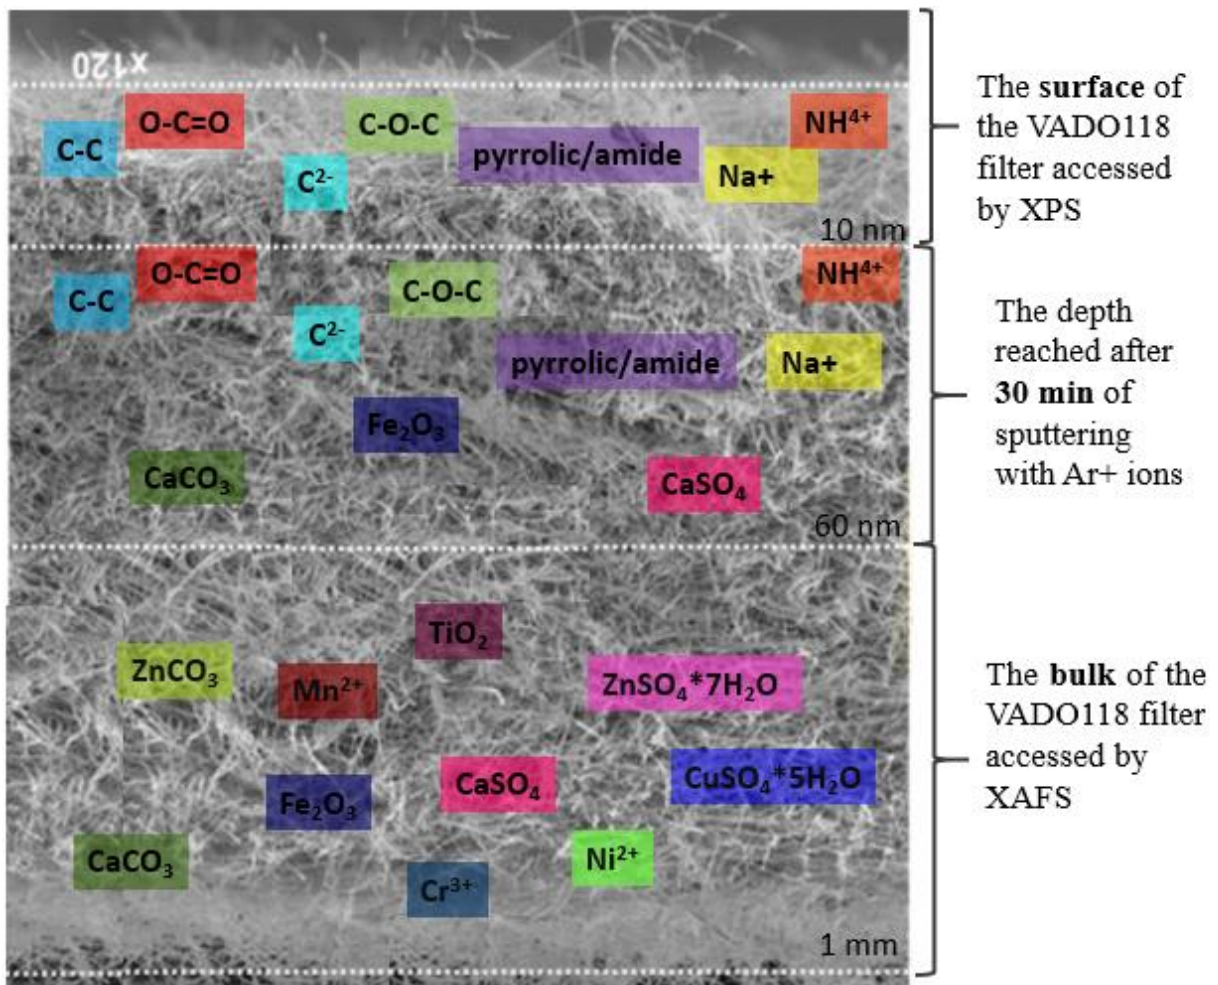 x120
O-C=O
C-O-C
NH⁴⁺
C-C
pyrrolic/amide
C²⁻
Na+
10 nm
The surface of
the VADO118
filter accessed
by XPS
O-C=O
NH⁴⁺
C-C
C-O-C
C²⁻
pyrrolic/amide
Na+
Fe₂O₃
CaCO₃
CaSO₄
60 nm
The depth
reached after
30 min of
sputtering
with Ar+ ions
TiO₂
ZnCO₃
Mn²⁺
ZnSO₄*7H₂O
CaSO₄
CuSO₄*5H₂O
Fe₂O₃
CaCO₃
Ni²⁺
Cr³⁺
1 mm
The bulk of the
VADO118 filter
accessed by
XAFS